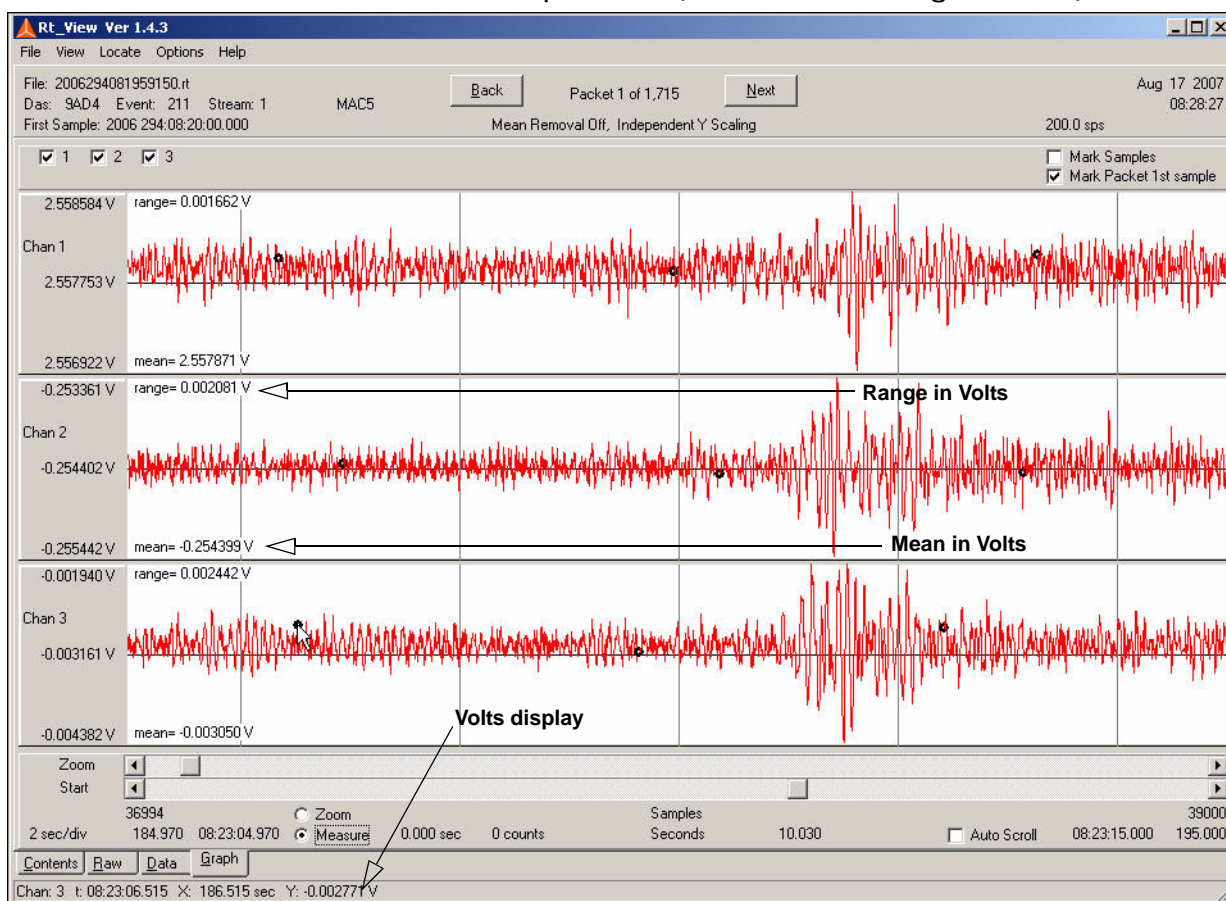 Rt_View Ver 1.4.3
File View Locate Options Help
File: 2006294081959150.rt
Das: 9AD4 Event: 211 Stream: 1 MAC5
First Sample: 2006 294:08:20:00.000
Back Packet 1 of 1,715 Next
Mean Removal Off, Independent Y Scaling
Aug 17 2007
08:28:27
200.0 sps
1 2 3
Mark Samples
Mark Packet 1st sample
2.558584 V range= 0.001662 V
Chan 1
2.557753 V
2.556922 V mean= 2.557871 V
-0.253361 V range= 0.002081 V
Range in Volts
Chan 2
-0.254402 V
-0.255442 V mean= -0.254399 V
Mean in Volts
-0.001940 V range= 0.002442 V
Chan 3
-0.003161 V
Volts display
-0.004382 V mean= -0.003050 V
Zoom
Start
36994 Zoom Samples 39000
2 sec/div 184.970 08:23:04.970 Measure 0.000 sec 0 counts Seconds 10.030 Auto Scroll 08:23:15.000 195.000
Contents Raw Data Graph
Chan: 3 t: 08:23:06.515 X: 186.515 sec Y: -0.002771 V